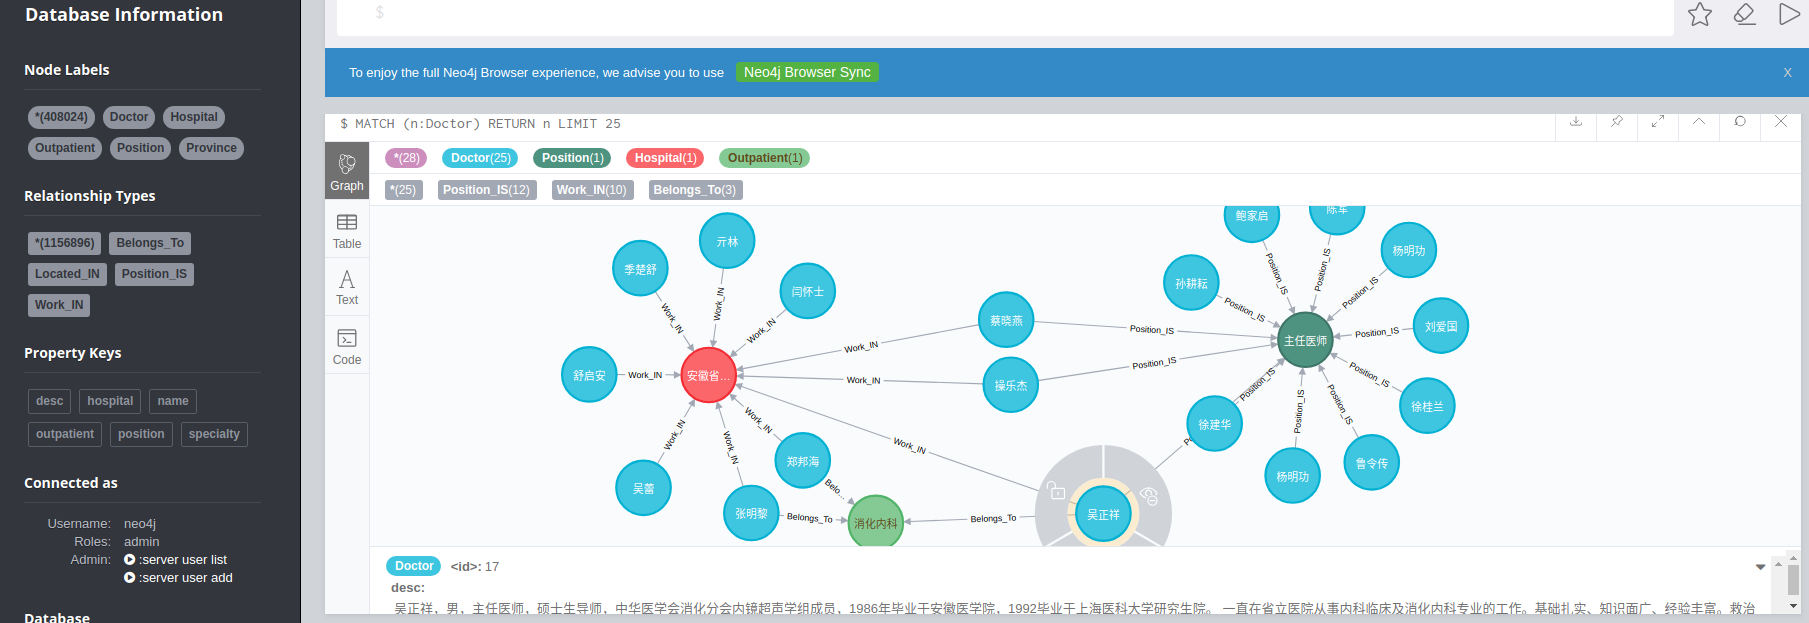 Database Information
Node Labels
*(408024) Doctor Hospital
Outpatient Position Province
Relationship Types
*(1156896) Belongs_To
Located_IN Position_IS
Work_IN
Property Keys
desc hospital name
outpatient position specialty
Connected as
Username: neo4j
Roles: admin
Admin: :server user list
:server user add
Database
$
To enjoy the full Neo4j Browser experience, we advise you to use Neo4j Browser Sync X
$ MATCH (n:Doctor) RETURN n LIMIT 25
Graph
Table
Text
Code
*(28) Doctor(25) Position(1) Hospital(1) Outpatient(1)
*(25) Position_IS(12) Work_IN(10) Belongs_To(3)
亓林
季楚舒
闫怀士
舒启安
安徽省...
吴蕾
张明黎
郑邦海
消化内科
蔡晓燕
操乐杰
吴正祥
鲍家启
陈军
杨明功
孙耕耘
刘爱国
主任医师
徐桂兰
徐建华
鲁令传
杨明功
Work_IN
Work_IN
Work_IN
Work_IN
Work_IN
Work_IN
Work_IN
Work_IN
Work_IN
Work_IN
Belo...
Belongs_To
Belongs_To
Position_IS
Position_IS
Position_IS
Position_IS
Position_IS
Position_IS
Position_IS
Position_IS
Position_IS
Position_IS
Position_IS
Doctor <id>: 17
desc:
吴正祥，男，主任医师，硕士生导师，中华医学会消化分会内镜超声学组成员，1986年毕业于安徽医学院，1992毕业于上海医科大学研究生院。 一直在省立医院从事内科临床及消化内科专业的工作。基础扎实、知识面广、经验丰富。救治